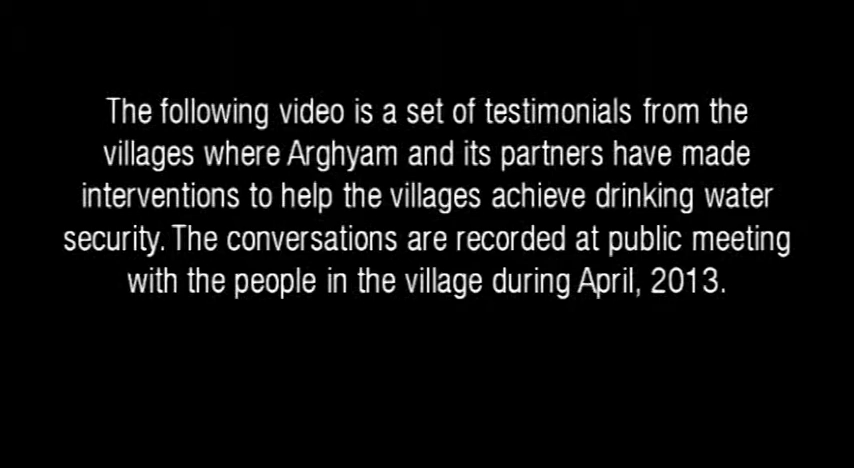 The following video is a set of testimonials from the
villages where Arghyam and its partners have made
interventions to help the villages achieve drinking water
security. The conversations are recorded at public meeting
with the people in the village during April, 2013.